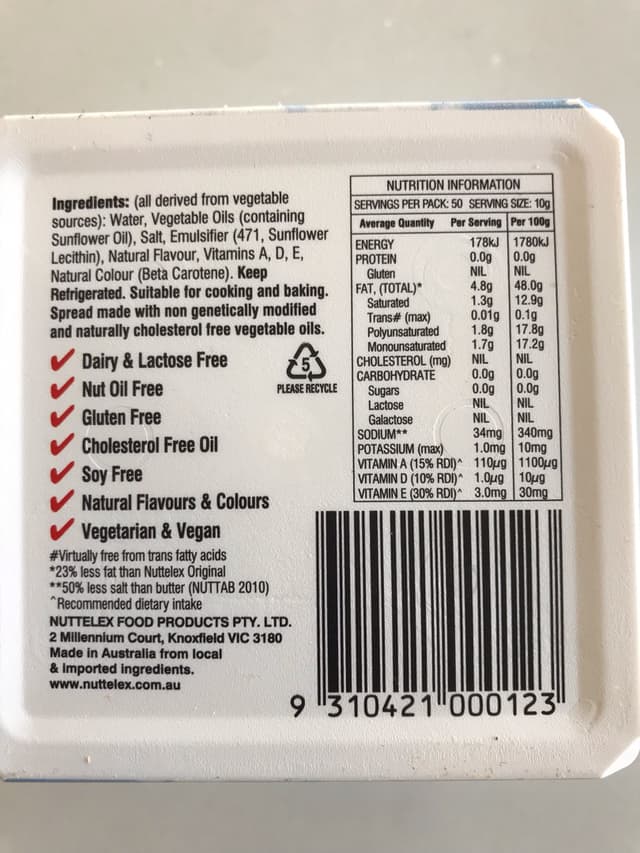 Ingredients: (all derived from vegetable
sources): Water, Vegetable Oils (containing
Sunflower Oil), Salt, Emulsifier (471, Sunflower
Lecithin), Natural Flavour, Vitamins A, D, E,
Natural Colour (Beta Carotene). Keep
Refrigerated. Suitable for cooking and baking.
Spread made with non genetically modified
and naturally cholesterol free vegetable oils.
Dairy & Lactose Free
Nut Oil Free
Gluten Free
Cholesterol Free Oil
Soy Free
Natural Flavours & Colours
Vegetarian & Vegan
5
PLEASE RECYCLE
#Virtually free from trans fatty acids
*23% less fat than Nuttelex Original
**50% less salt than butter (NUTTAB 2010)
^Recommended dietary intake
NUTTELEX FOOD PRODUCTS PTY. LTD.
2 Millennium Court, Knoxfield VIC 3180
Made in Australia from local
& imported ingredients.
www.nuttelex.com.au
NUTRITION INFORMATION
SERVINGS PER PACK: 50 SERVING SIZE: 10g
Average Quantity Per Serving Per 100g
ENERGY 178kJ 1780kJ
PROTEIN 0.0g 0.0g
Gluten NIL NIL
FAT, (TOTAL)* 4.8g 48.0g
Saturated 1.3g 12.9g
Trans# (max) 0.01g 0.1g
Polyunsaturated 1.8g 17.8g
Monounsaturated 1.7g 17.2g
CHOLESTEROL (mg) NIL NIL
CARBOHYDRATE 0.0g 0.0g
Sugars 0.0g 0.0g
Lactose NIL NIL
Galactose NIL NIL
SODIUM** 34mg 340mg
POTASSIUM (max) 1.0mg 10mg
VITAMIN A (15% RDI)^ 110µg 1100µg
VITAMIN D (10% RDI)^ 1.0µg 10µg
VITAMIN E (30% RDI)^ 3.0mg 30mg
9 310421 000123